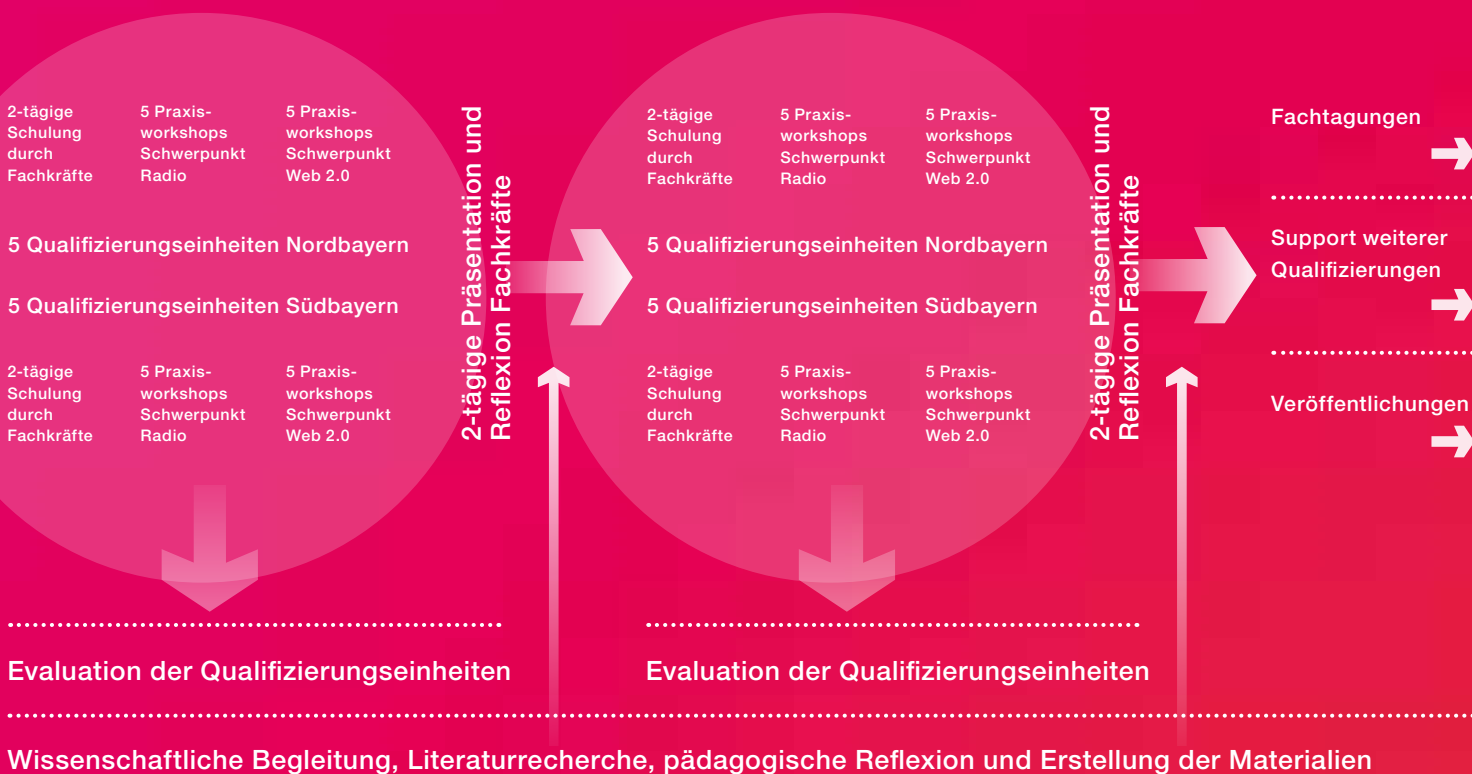 2-tägige
Schulung
durch
Fachkräfte
5 Praxis-
workshops
Schwerpunkt
Radio
5 Praxis-
workshops
Schwerpunkt
Web 2.0
5 Qualifizierungseinheiten Nordbayern
5 Qualifizierungseinheiten Südbayern
2-tägige
Schulung
durch
Fachkräfte
5 Praxis-
workshops
Schwerpunkt
Radio
5 Praxis-
workshops
Schwerpunkt
Web 2.0
2-tägige Präsentation und
Reflexion Fachkräfte
2-tägige
Schulung
durch
Fachkräfte
5 Praxis-
workshops
Schwerpunkt
Radio
5 Praxis-
workshops
Schwerpunkt
Web 2.0
5 Qualifizierungseinheiten Nordbayern
5 Qualifizierungseinheiten Südbayern
2-tägige
Schulung
durch
Fachkräfte
5 Praxis-
workshops
Schwerpunkt
Radio
5 Praxis-
workshops
Schwerpunkt
Web 2.0
2-tägige Präsentation und
Reflexion Fachkräfte
Fachtagungen
Support weiterer
Qualifizierungen
Veröffentlichungen
Evaluation der Qualifizierungseinheiten
Evaluation der Qualifizierungseinheiten
Wissenschaftliche Begleitung, Literaturrecherche, pädagogische Reflexion und Erstellung der Materialien